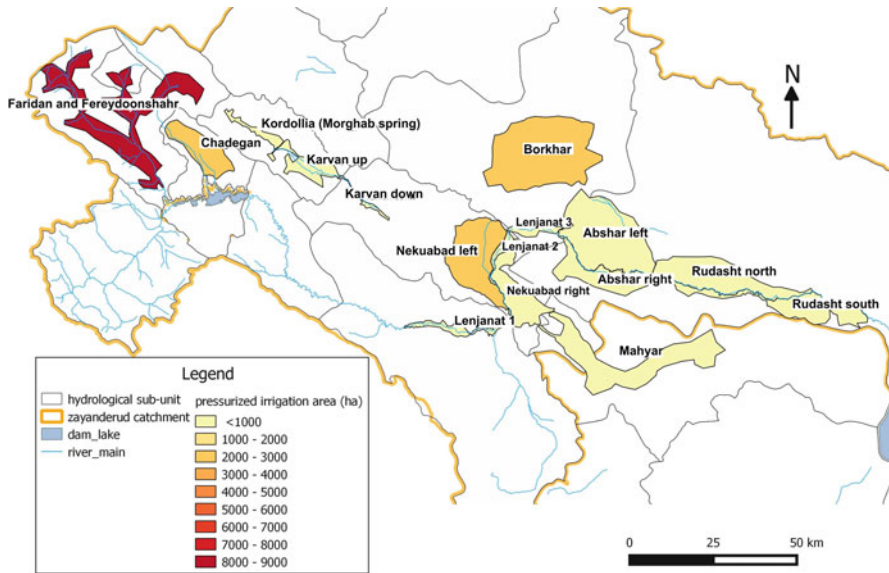 N
Faridan and Fereydoonshahr
Kordollia (Morghab spring)
Chadegan
Karvan up
Borkhar
Karvan down
Lenjanat 3
Abshar left
Nekuabad left
Lenjanat 2
Rudasht north
Abshar right
Nekuabad right
Rudasht south
Lenjanat 1
Mahyar
Legend
hydrological sub-unit
zayanderud catchment
dam_lake
river_main
pressurized irrigation area (ha)
<1000
1000 - 2000
2000 - 3000
3000 - 4000
4000 - 5000
5000 - 6000
6000 - 7000
7000 - 8000
8000 - 9000
0 25 50 km